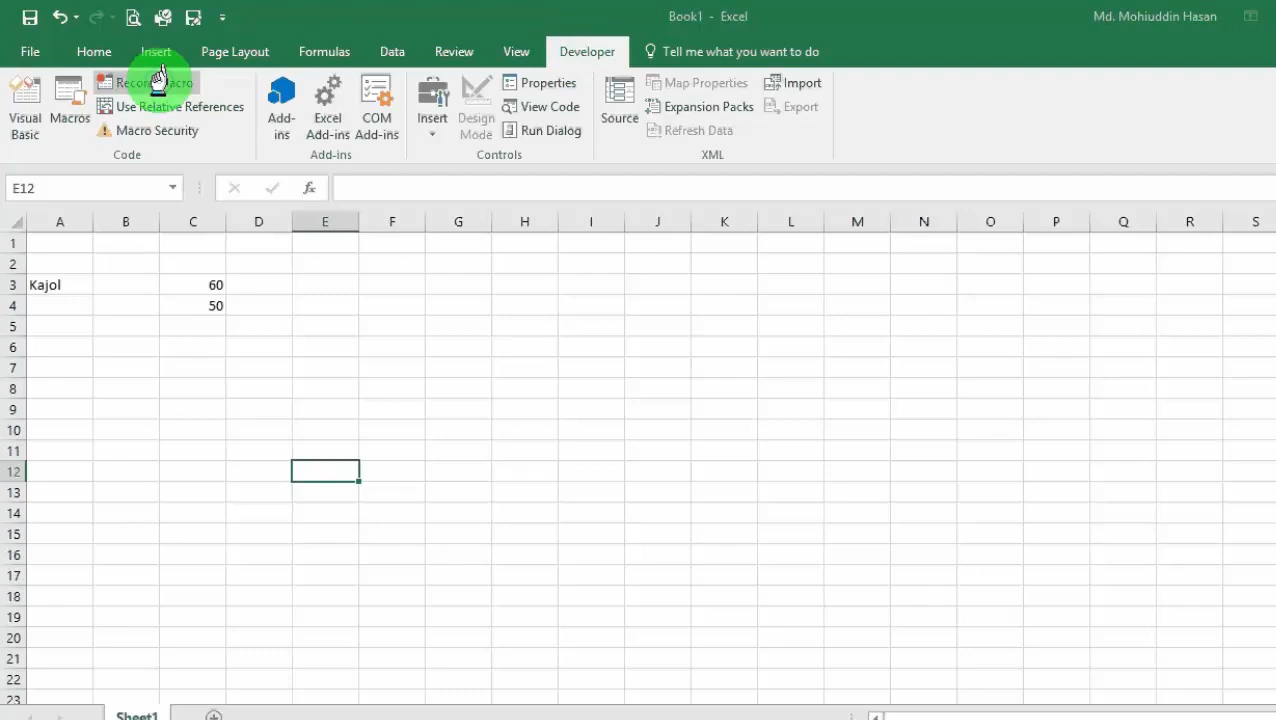 Book1 - Excel
Md. Mohiuddin Hasan
File Home Insert Page Layout Formulas Data Review View Developer Tell me what you want to do
Visual Basic
Macros
Record Macro
Use Relative References
Macro Security
Code
Add-ins
Excel Add-ins
COM Add-ins
Add-ins
Insert
Design Mode
Properties
View Code
Run Dialog
Controls
Source
Map Properties
Expansion Packs
Refresh Data
Import
Export
XML
E12
fx
A B C D E F G H I J K L M N O P Q R S
1
2
3 Kajol 60
4 50
5
6
7
8
9
10
11
12
13
14
15
16
17
18
19
20
21
22
23
Sheet1